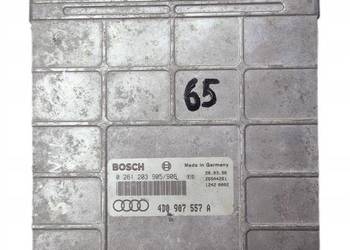 65
BOSCH
Made in Germany
0 261 203 905/906
4D0 907 557 A